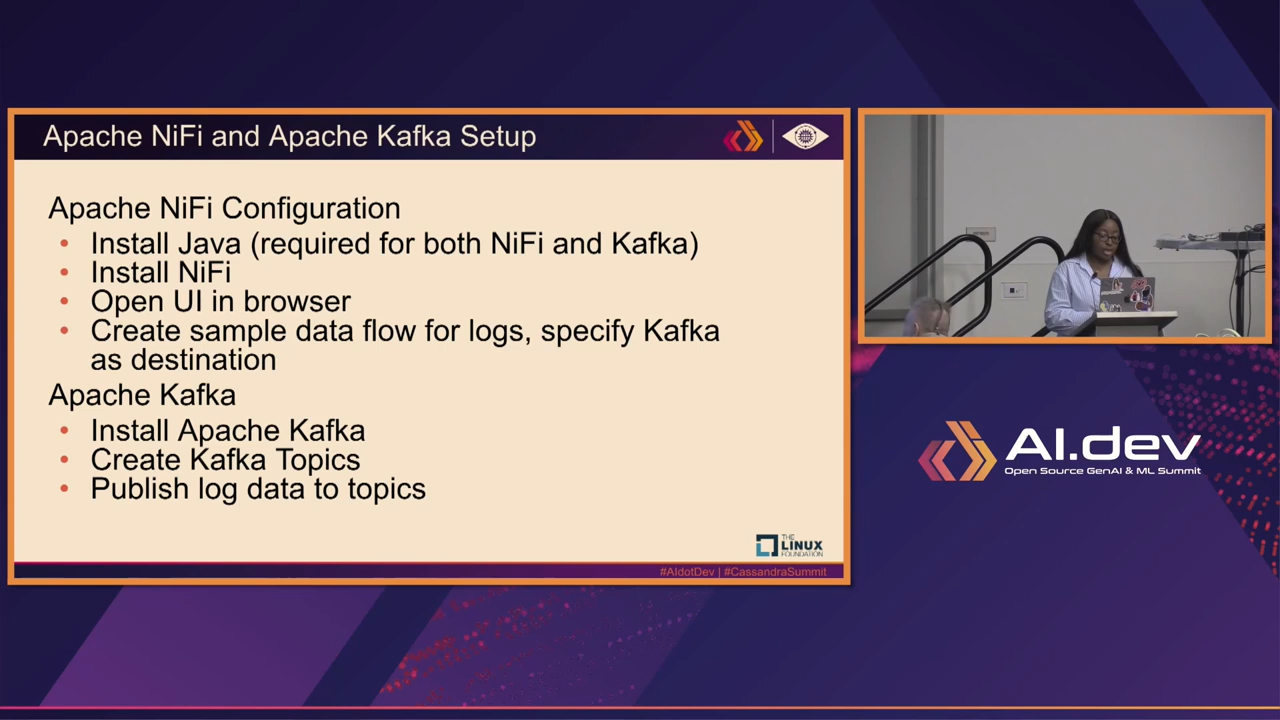 Apache NiFi and Apache Kafka Setup
Apache NiFi Configuration
• Install Java (required for both NiFi and Kafka)
• Install NiFi
• Open UI in browser
• Create sample data flow for logs, specify Kafka
as destination
Apache Kafka
• Install Apache Kafka
• Create Kafka Topics
• Publish log data to topics
THE
LINUX
FOUNDATION
#AIdotDev | #CassandraSummit
AI.dev
Open Source GenAI & ML Summit